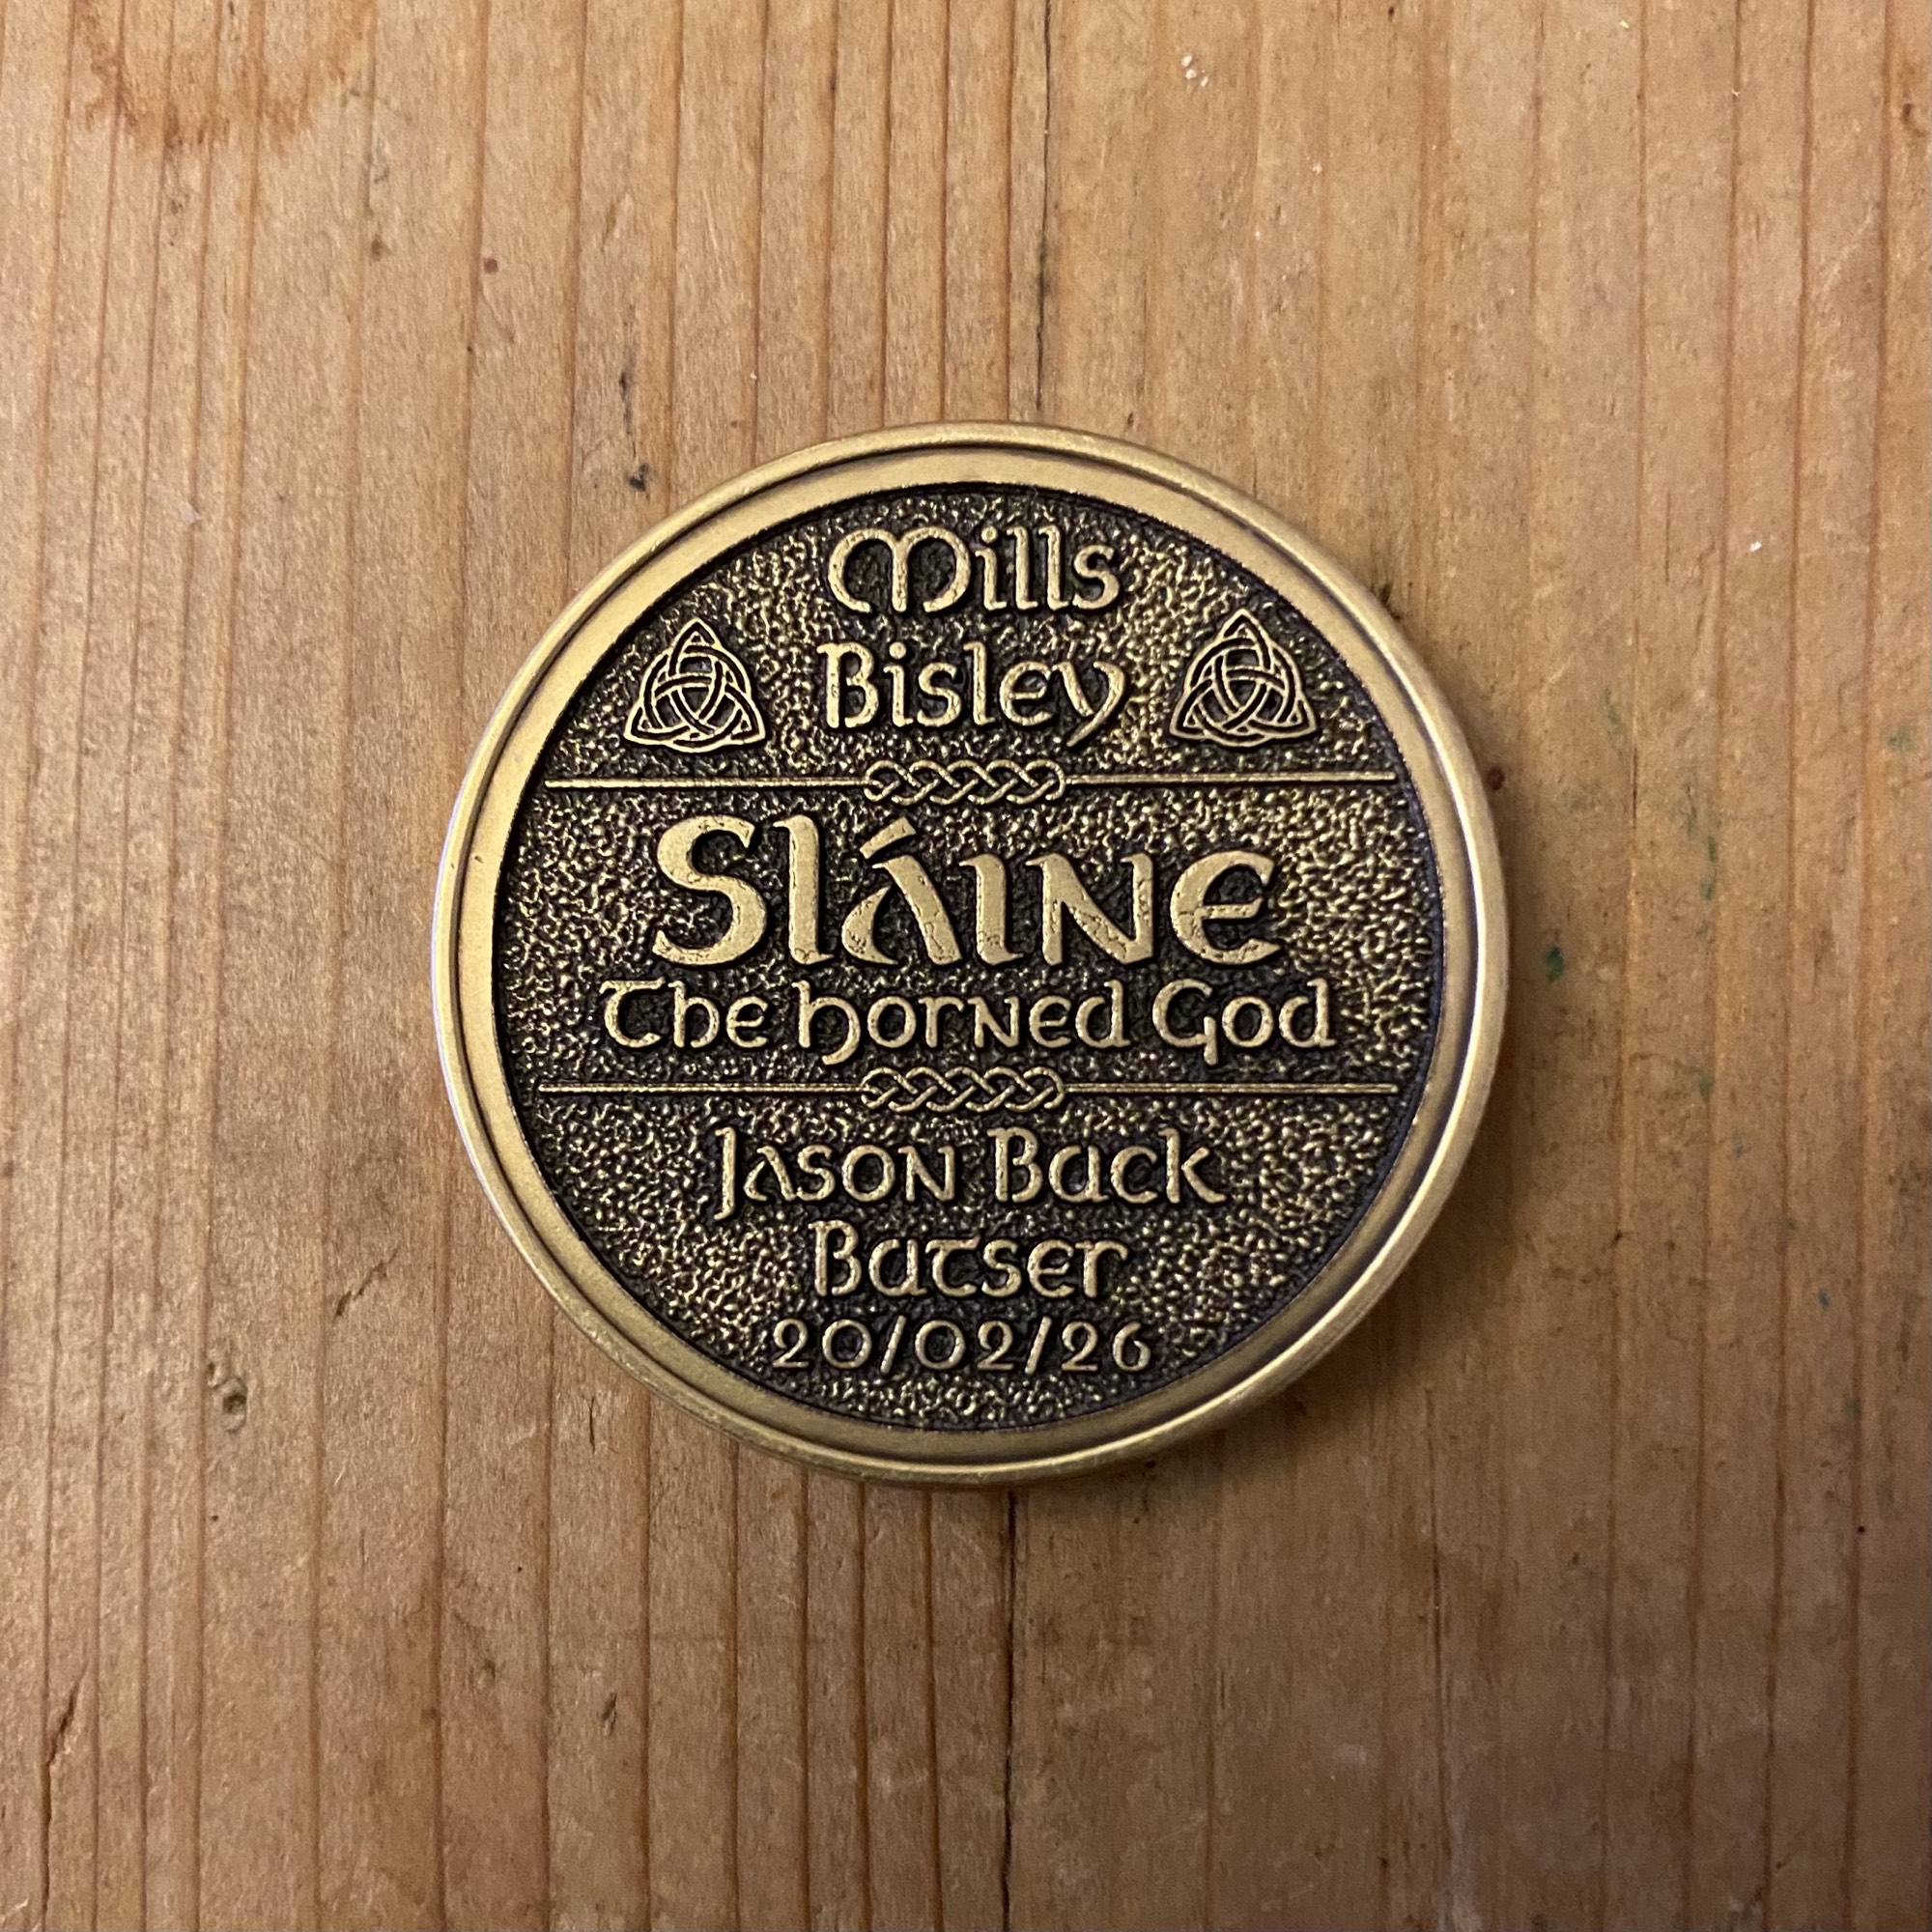 Mills
Bisley
Sláine
The Horned God
Jason Back
Batser
20/02/26